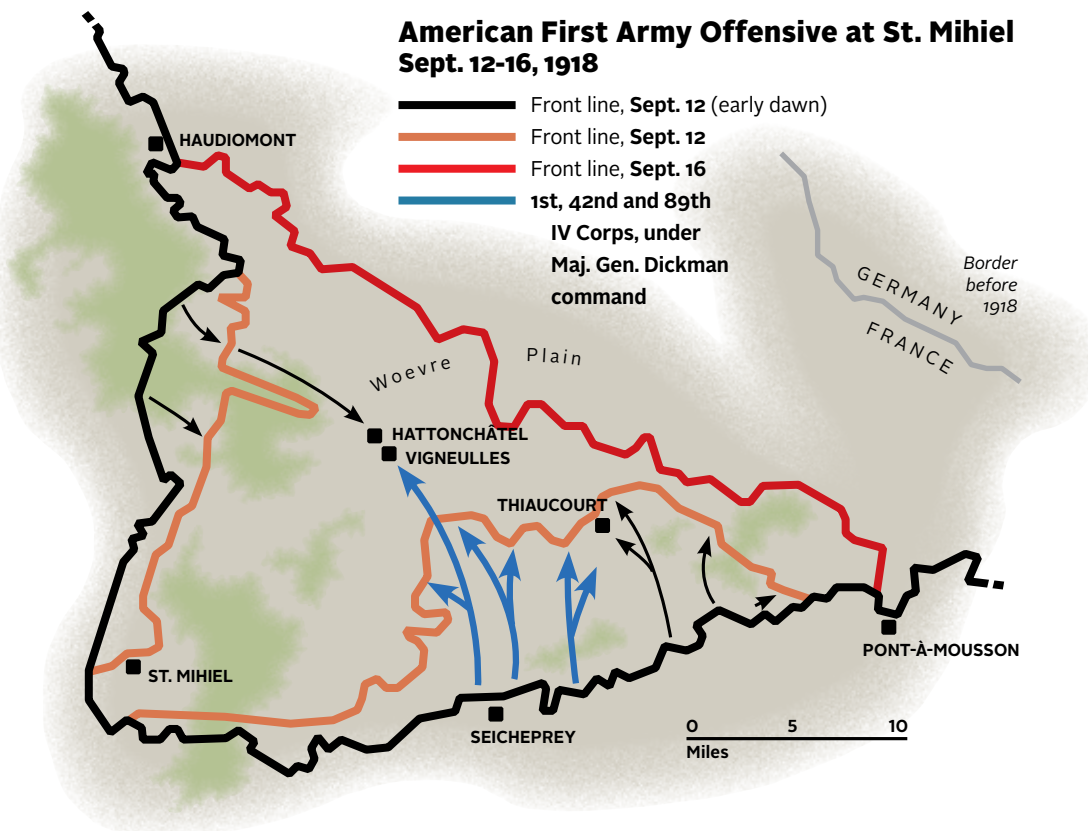 American First Army Offensive at St. Mihiel
Sept. 12-16, 1918
Front line, Sept. 12 (early dawn)
Front line, Sept. 12
Front line, Sept. 16
1st, 42nd and 89th
IV Corps, under
Maj. Gen. Dickman
command
HAUDIOMONT
GERMANY
FRANCE
Border
before
1918
Woevre Plain
HATTONCHÂTEL
VIGNEULLES
THIAUCOURT
ST. MIHIEL
SEICHEPREY
PONT-À-MOUSSON
0 5 10
Miles